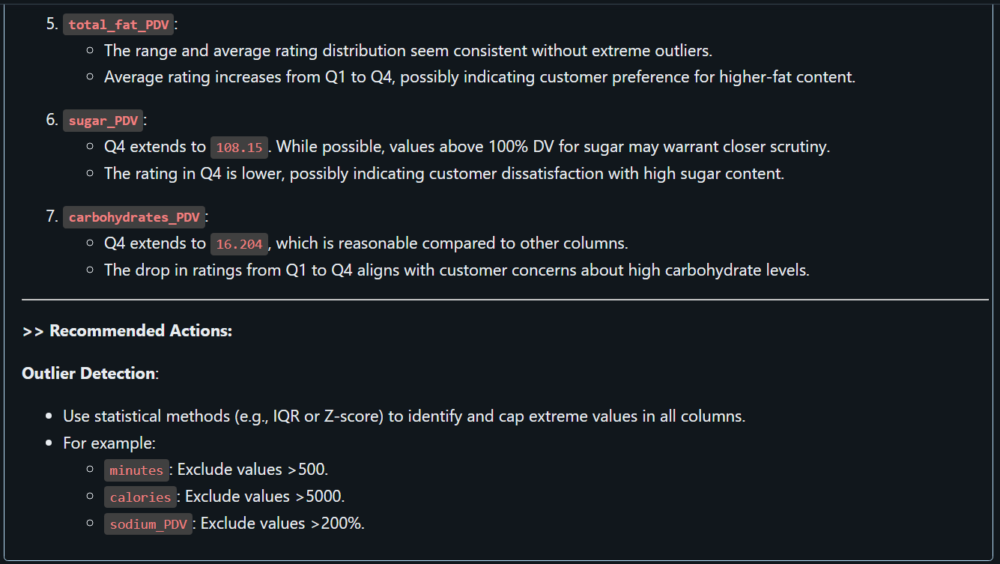 5. total_fat_PDV:
○ The range and average rating distribution seem consistent without extreme outliers.
○ Average rating increases from Q1 to Q4, possibly indicating customer preference for higher-fat content.
6. sugar_PDV:
○ Q4 extends to 108.15. While possible, values above 100% DV for sugar may warrant closer scrutiny.
○ The rating in Q4 is lower, possibly indicating customer dissatisfaction with high sugar content.
7. carbohydrates_PDV:
○ Q4 extends to 16.204, which is reasonable compared to other columns.
○ The drop in ratings from Q1 to Q4 aligns with customer concerns about high carbohydrate levels.
>> Recommended Actions:
Outlier Detection:
• Use statistical methods (e.g., IQR or Z-score) to identify and cap extreme values in all columns.
• For example:
○ minutes: Exclude values >500.
○ calories: Exclude values >5000.
○ sodium_PDV: Exclude values >200%.